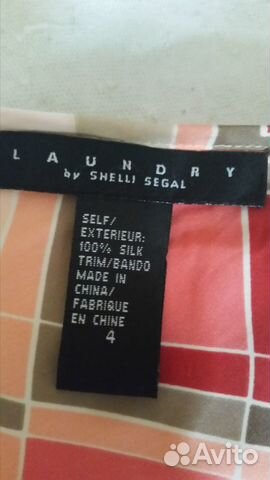 LAUNDRY
by SHELLI SEGAL
SELF/
EXTERIEUR:
100% SILK
TRIM/BANDO
MADE IN
CHINA/
FABRIQUE
EN CHINE
4
Avito